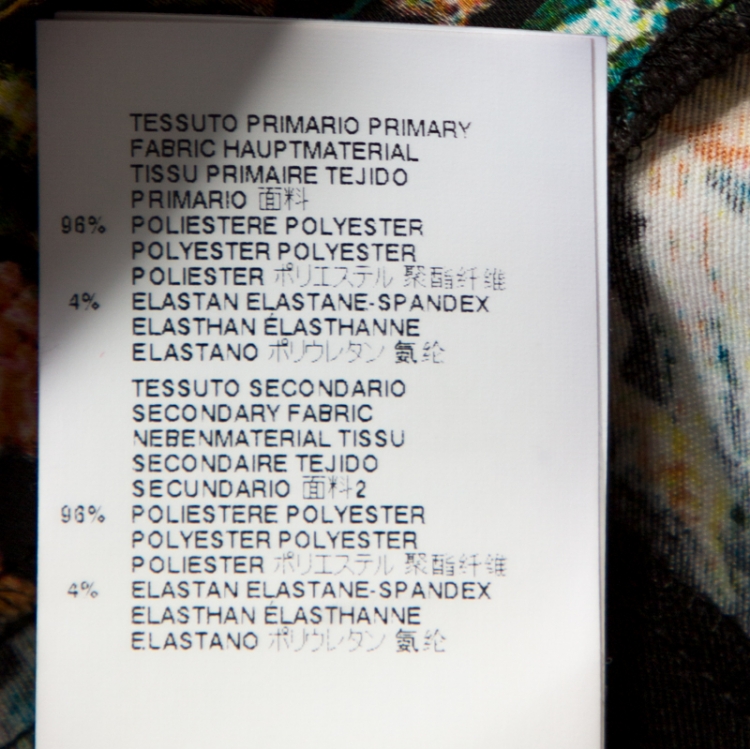 TESSUTO PRIMARIO PRIMARY
FABRIC HAUPTMATERIAL
TISSU PRIMAIRE TEJIDO
PRIMARIO 面料
96% POLIESTERE POLYESTER
POLYESTER POLYESTER
POLIESTER ポリエステル 聚酯纤维
4% ELASTAN ELASTANE-SPANDEX
ELASTHAN ÉLASTHANNE
ELASTANO ポリウレタン 氨纶
TESSUTO SECONDARIO
SECONDARY FABRIC
NEBENMATERIAL TISSU
SECONDAIRE TEJIDO
SECUNDARIO 面料2
96% POLIESTERE POLYESTER
POLYESTER POLYESTER
POLIESTER ポリエステル 聚酯纤维
4% ELASTAN ELASTANE-SPANDEX
ELASTHAN ÉLASTHANNE
ELASTANO ポリウレタン 氨纶